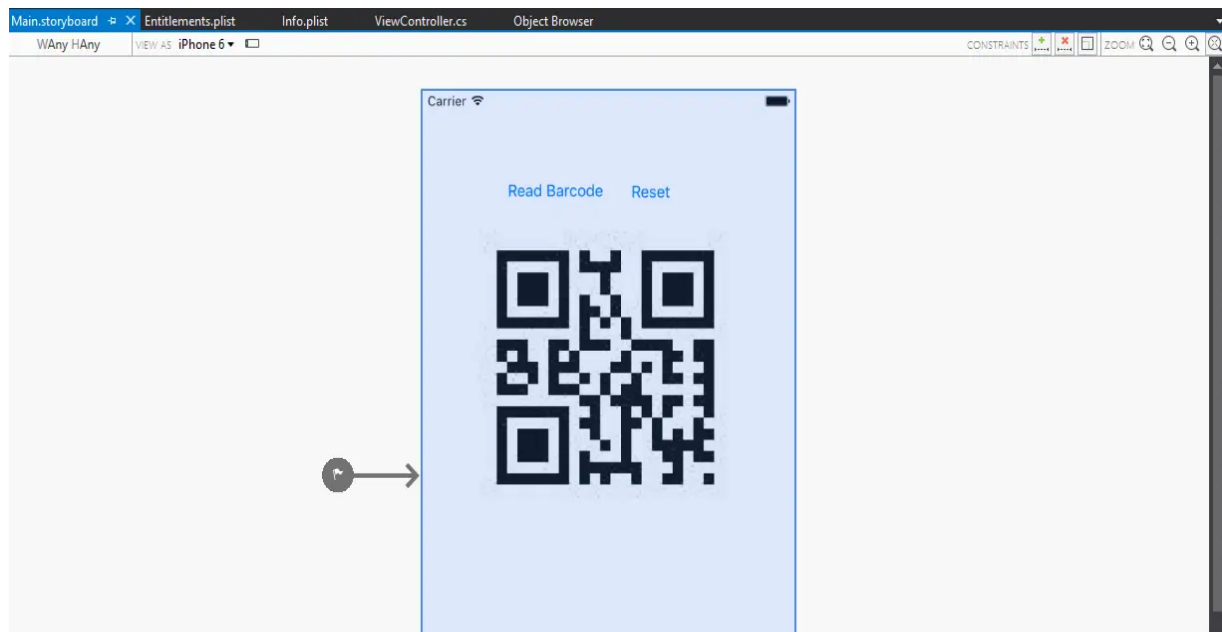 Main.storyboard Entitlements.plist Info.plist ViewController.cs Object Browser
WAny HAny VIEW AS iPhone 6 CONSTRAINTS ZOOM
Carrier
Read Barcode Reset